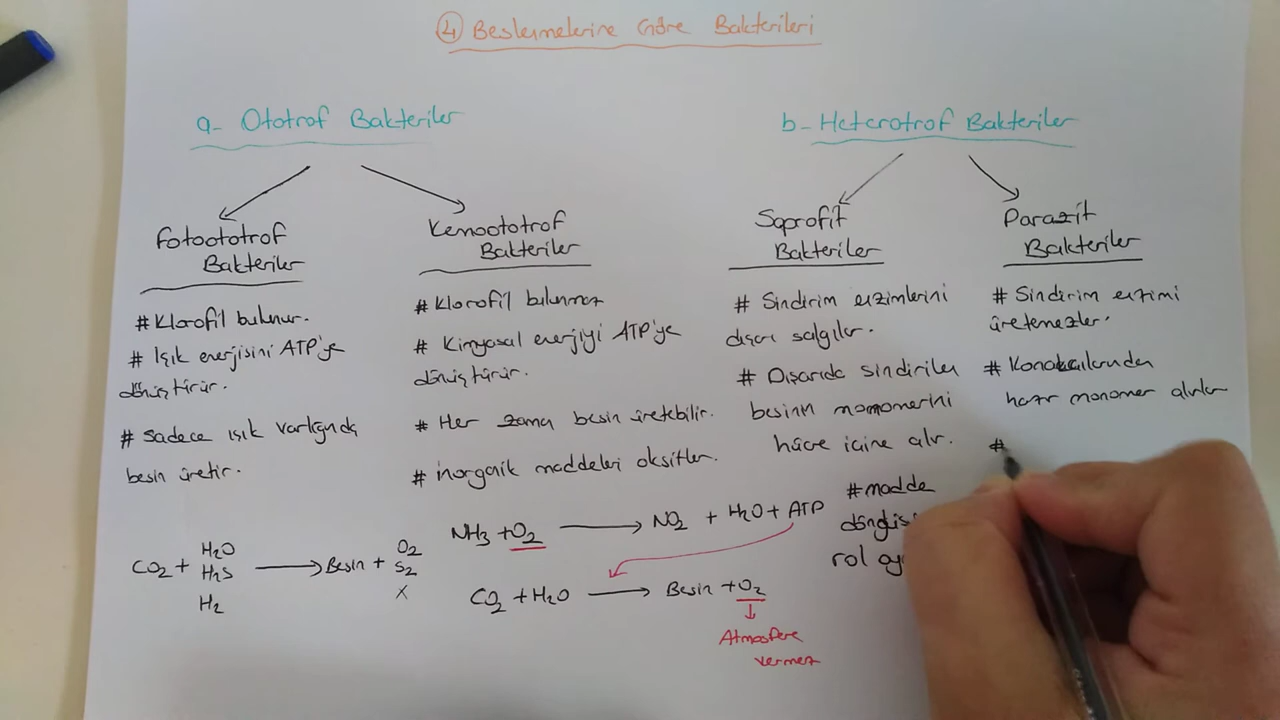 4 Beslenmelerine Göre Bakterileri
a- Ototrof Bakteriler
Fotoototrof
Bakteriler
# Klorofil bulunur.
# Işık enerjisini ATP'ye
dönüştürür.
# Sadece ışık varlığında
besin üretir.
CO2 + H2O H2S H2 → Besin + O2 S2 X
Kemoototrof
Bakteriler
# Klorofil bulunmaz
# Kimyasal enerjiyi ATP'ye
dönüştürür.
# Her zaman besin üretebilir.
# inorganik maddeleri oksitler.
NH3 + O2 → NO2 + H2O + ATP
CO2 + H2O → Besin + O2
Atmosfere
vermez
b- Heterotrof Bakteriler
Saprofit
Bakteriler
# Sindirim enzimlerini
dışarı salgılar.
# Dışarıda sindirilen
besinin monomerini
hücre içine alır.
# madde
rol
Parazit
Bakteriler
# Sindirim enzimi
üretemezler.
# Konakçılarından
hazır monomer alırlar
#